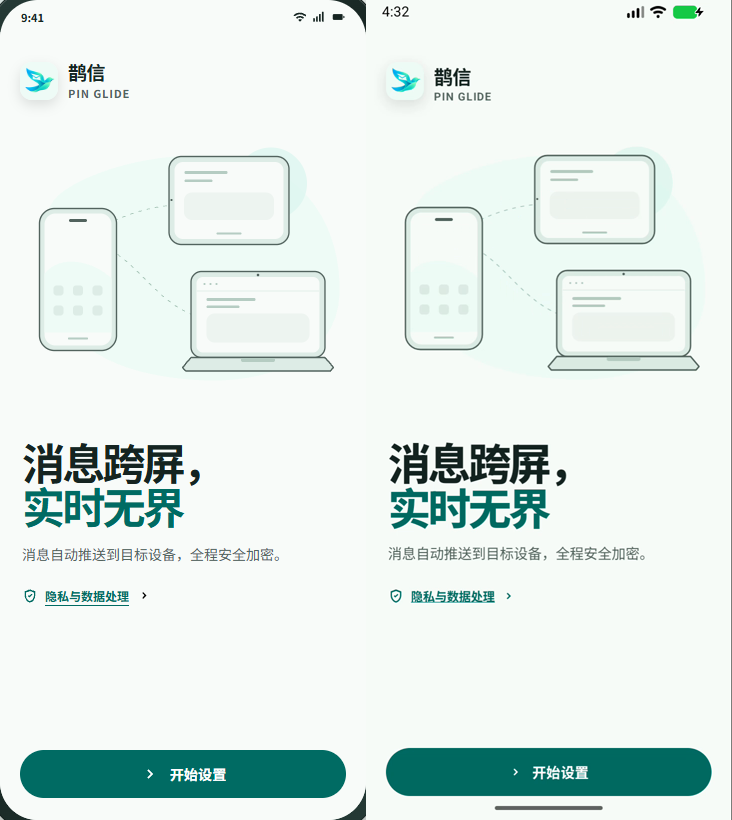 9:41
鹊信
PIN GLIDE
消息跨屏，
实时无界
消息自动推送到目标设备，全程安全加密。
隐私与数据处理
开始设置
4:32
鹊信
PIN GLIDE
消息跨屏，
实时无界
消息自动推送到目标设备，全程安全加密。
隐私与数据处理
开始设置